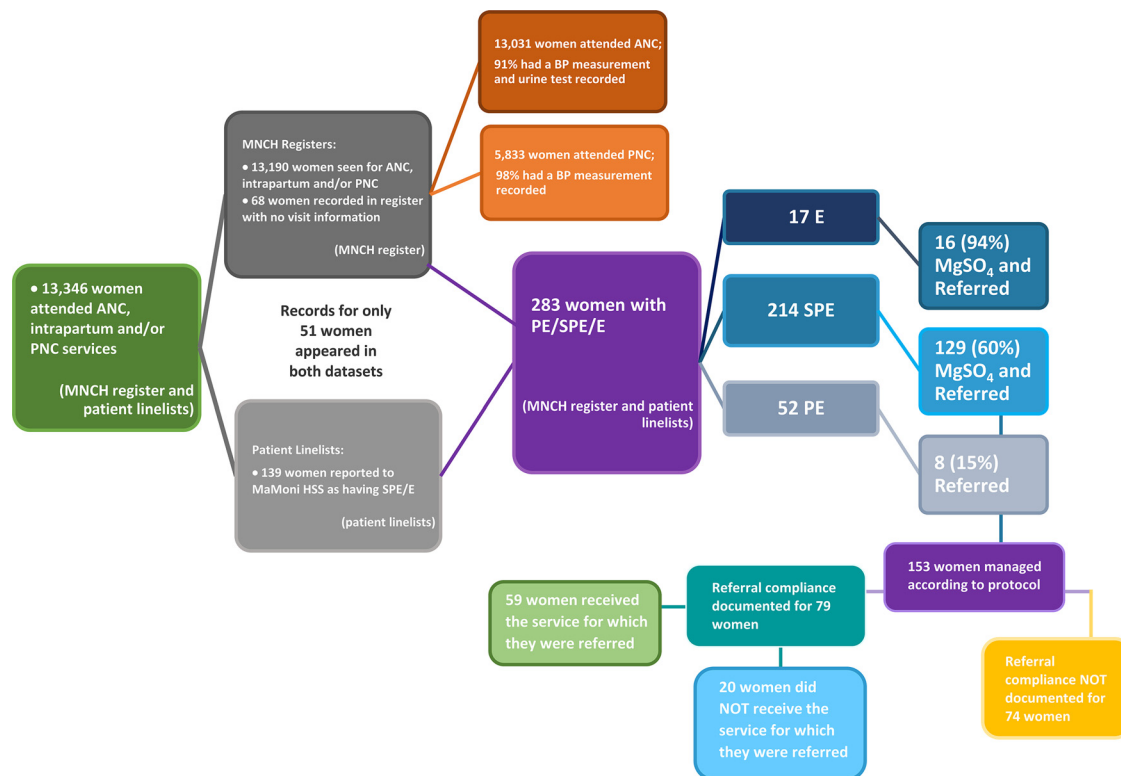 13,031 women attended ANC;
91% had a BP measurement
and urine test recorded
MNCH Registers:
• 13,190 women seen for ANC,
intrapartum and/or PNC
• 68 women recorded in register
with no visit information
(MNCH register)
5,833 women attended PNC;
98% had a BP measurement
recorded
• 13,346 women
attended ANC,
intrapartum and/or
PNC services
(MNCH register and
patient linelists)
Records for only
51 women
appeared in
both datasets
283 women with
PE/SPE/E
(MNCH register and patient
linelists)
17 E
16 (94%)
MgSO₄ and
Referred
214 SPE
129 (60%)
MgSO₄ and
Referred
52 PE
8 (15%)
Referred
Patient Linelists:
• 139 women reported to
MaMoni HSS as having SPE/E
(patient linelists)
153 women managed
according to protocol
Referral compliance
documented for 79
women
59 women received
the service for which
they were referred
20 women did
NOT receive the
service for which
they were referred
Referral
compliance NOT
documented for
74 women